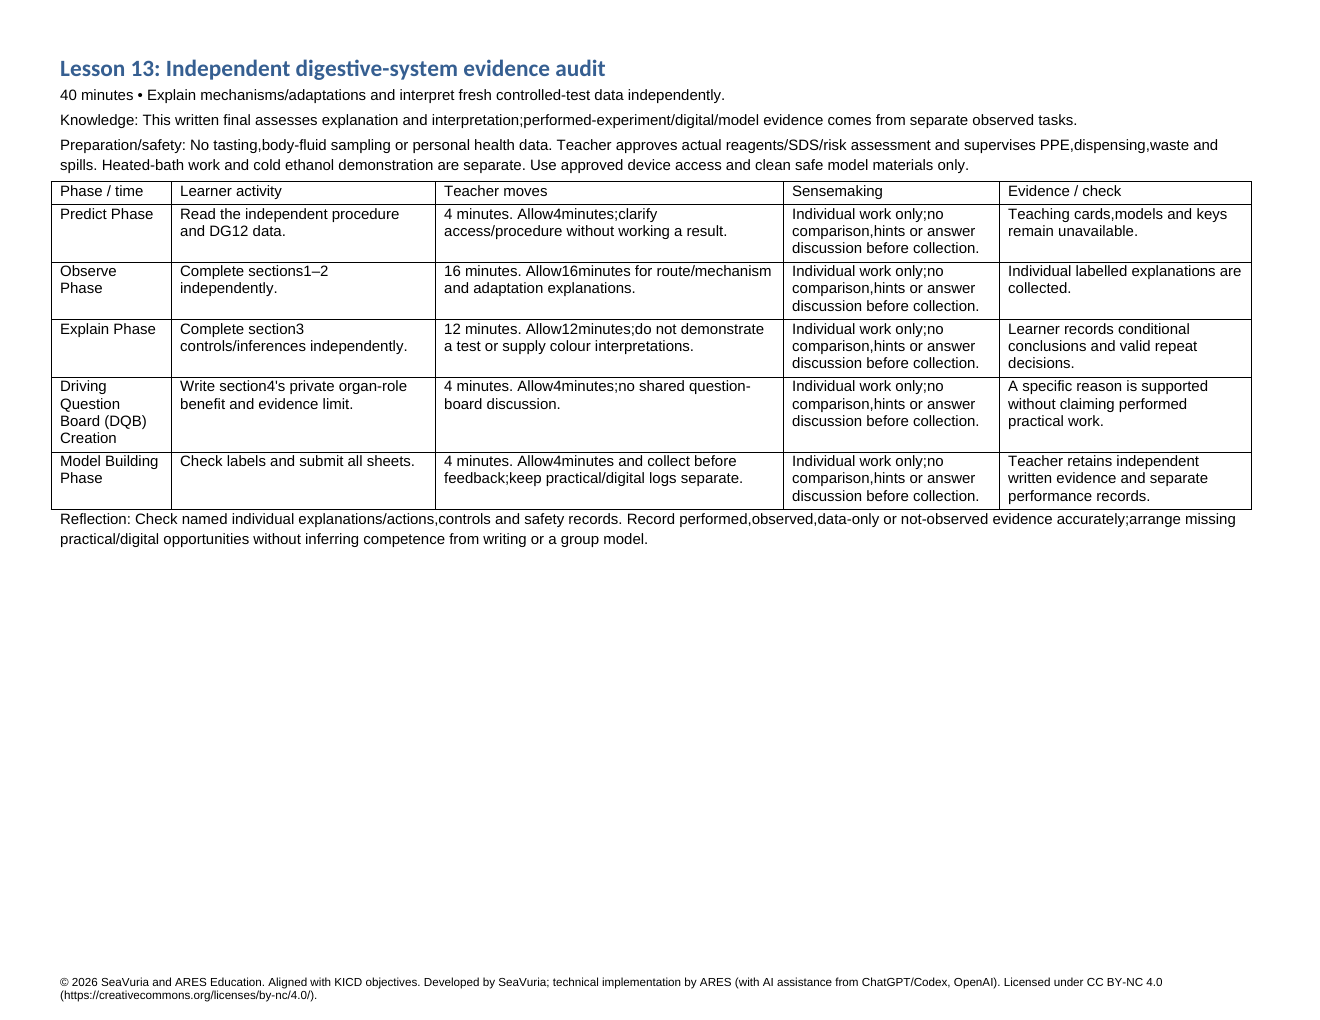 Lesson 13: Independent digestive-system evidence audit
40 minutes • Explain mechanisms/adaptations and interpret fresh controlled-test data independently.
Knowledge: This written final assesses explanation and interpretation;performed-experiment/digital/model evidence comes from separate observed tasks.
Preparation/safety: No tasting,body-fluid sampling or personal health data. Teacher approves actual reagents/SDS/risk assessment and supervises PPE,dispensing,waste and
spills. Heated-bath work and cold ethanol demonstration are separate. Use approved device access and clean safe model materials only.
Phase / time
Learner activity
Teacher moves
Sensemaking
Evidence / check
Predict Phase
Read the independent procedure
and DG12 data.
4 minutes. Allow4minutes;clarify
access/procedure without working a result.
Individual work only;no
comparison,hints or answer
discussion before collection.
Teaching cards,models and keys
remain unavailable.
Observe
Phase
Complete sections1–2
independently.
16 minutes. Allow16minutes for route/mechanism
and adaptation explanations.
Individual work only;no
comparison,hints or answer
discussion before collection.
Individual labelled explanations are
collected.
Explain Phase
Complete section3
controls/inferences independently.
12 minutes. Allow12minutes;do not demonstrate
a test or supply colour interpretations.
Individual work only;no
comparison,hints or answer
discussion before collection.
Learner records conditional
conclusions and valid repeat
decisions.
Driving
Question
Board (DQB)
Creation
Write section4's private organ-role
benefit and evidence limit.
4 minutes. Allow4minutes;no shared question-
board discussion.
Individual work only;no
comparison,hints or answer
discussion before collection.
A specific reason is supported
without claiming performed
practical work.
Model Building
Phase
Check labels and submit all sheets.
4 minutes. Allow4minutes and collect before
feedback;keep practical/digital logs separate.
Individual work only;no
comparison,hints or answer
discussion before collection.
Teacher retains independent
written evidence and separate
performance records.
Reflection: Check named individual explanations/actions,controls and safety records. Record performed,observed,data-only or not-observed evidence accurately;arrange missing
practical/digital opportunities without inferring competence from writing or a group model.
© 2026 SeaVuria and ARES Education. Aligned with KICD objectives. Developed by SeaVuria; technical implementation by ARES (with AI assistance from ChatGPT/Codex, OpenAI). Licensed under CC BY-NC 4.0
(https://creativecommons.org/licenses/by-nc/4.0/).